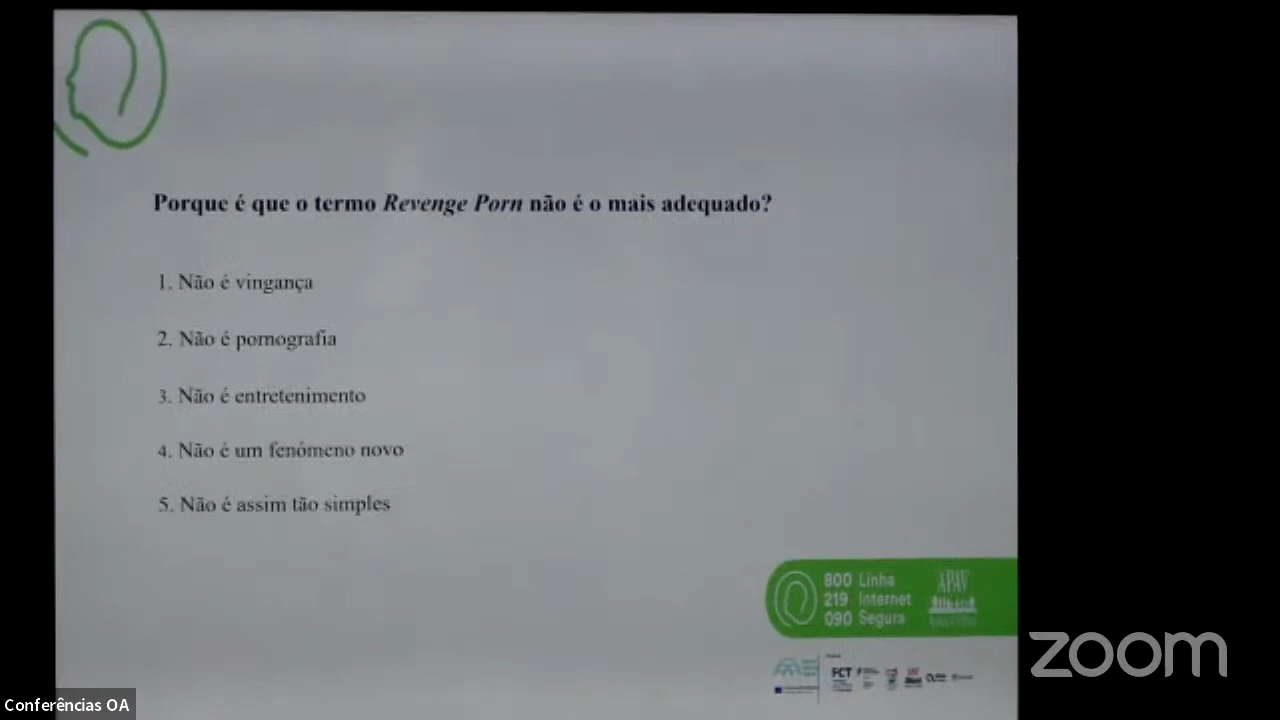 Porque é que o termo Revenge Porn não é o mais adequado?
1. Não é vingança
2. Não é pornografia
3. Não é entretenimento
4. Não é um fenómeno novo
5. Não é assim tão simples
800 Linha
219 Internet
090 Segura
APAV
FCT
zoom
Conferências OA